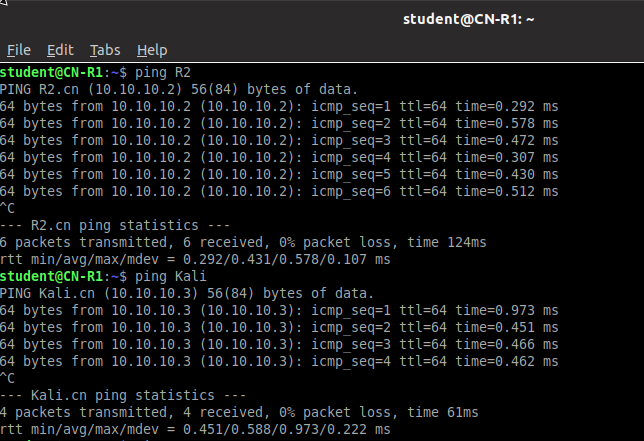 student@CN-R1: ~
File Edit Tabs Help
student@CN-R1:~$ ping R2
PING R2.cn (10.10.10.2) 56(84) bytes of data.
64 bytes from 10.10.10.2 (10.10.10.2): icmp_seq=1 ttl=64 time=0.292 ms
64 bytes from 10.10.10.2 (10.10.10.2): icmp_seq=2 ttl=64 time=0.578 ms
64 bytes from 10.10.10.2 (10.10.10.2): icmp_seq=3 ttl=64 time=0.472 ms
64 bytes from 10.10.10.2 (10.10.10.2): icmp_seq=4 ttl=64 time=0.307 ms
64 bytes from 10.10.10.2 (10.10.10.2): icmp_seq=5 ttl=64 time=0.430 ms
64 bytes from 10.10.10.2 (10.10.10.2): icmp_seq=6 ttl=64 time=0.512 ms
^C
--- R2.cn ping statistics ---
6 packets transmitted, 6 received, 0% packet loss, time 124ms
rtt min/avg/max/mdev = 0.292/0.431/0.578/0.107 ms
student@CN-R1:~$ ping Kali
PING Kali.cn (10.10.10.3) 56(84) bytes of data.
64 bytes from 10.10.10.3 (10.10.10.3): icmp_seq=1 ttl=64 time=0.973 ms
64 bytes from 10.10.10.3 (10.10.10.3): icmp_seq=2 ttl=64 time=0.451 ms
64 bytes from 10.10.10.3 (10.10.10.3): icmp_seq=3 ttl=64 time=0.466 ms
64 bytes from 10.10.10.3 (10.10.10.3): icmp_seq=4 ttl=64 time=0.462 ms
^C
--- Kali.cn ping statistics ---
4 packets transmitted, 4 received, 0% packet loss, time 61ms
rtt min/avg/max/mdev = 0.451/0.588/0.973/0.222 ms